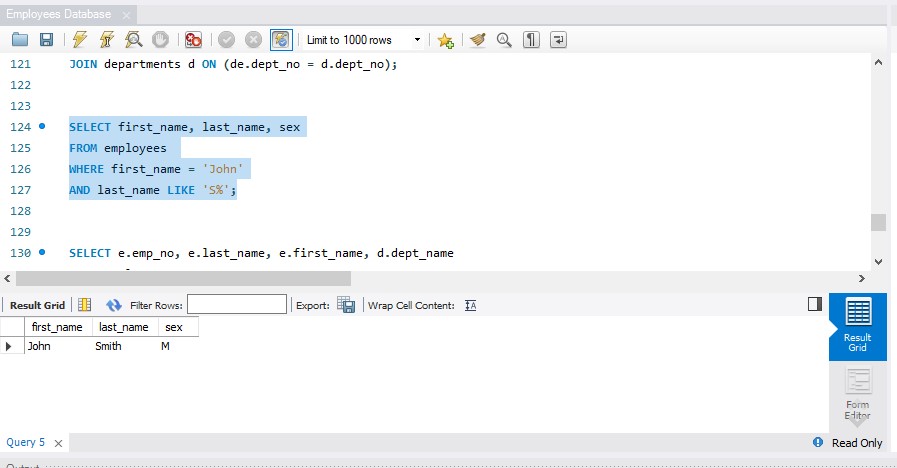 Employees Database ×
Limit to 1000 rows
121 JOIN departments d ON (de.dept_no = d.dept_no);
122
123
124 SELECT first_name, last_name, sex
125 FROM employees
126 WHERE first_name = 'John'
127 AND last_name LIKE 'S%';
128
129
130 SELECT e.emp_no, e.last_name, e.first_name, d.dept_name
Result Grid Filter Rows: Export: Wrap Cell Content: IA
first_name last_name sex
John Smith M
Result
Grid
Form
Editor
Query 5 × Read Only
Output